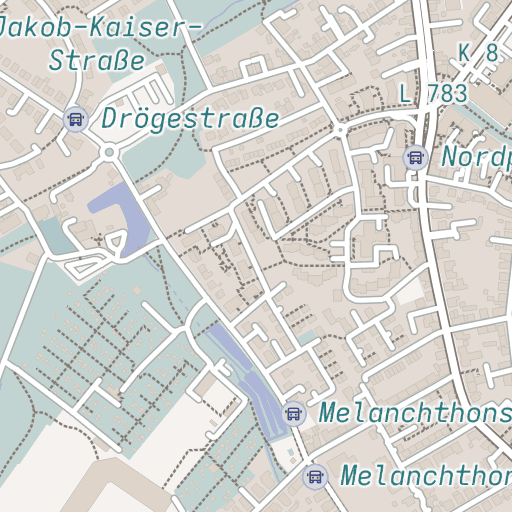 Jakob-Kaiser-
Straße
K 8
L 783
Drögestraße
Nordp
Melanchthons
Melanchthon